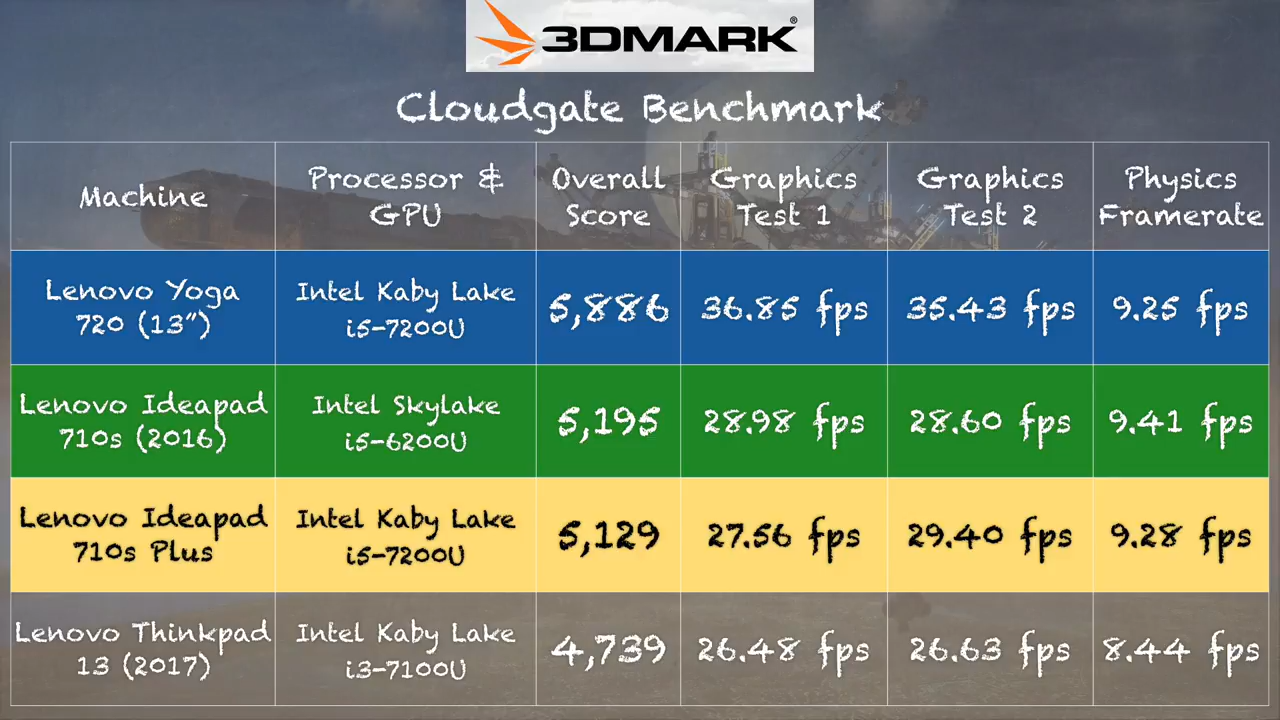 3DMARK®
Cloudgate Benchmark
Machine
Processor &
GPU
Overall
Score
Graphics
Test 1
Graphics
Test 2
Physics
Framerate
Lenovo Yoga
720 (13")
Intel Kaby Lake
i5-7200U
5,886
36.85 fps
35.43 fps
9.25 fps
Lenovo Ideapad
710s (2016)
Intel Skylake
i5-6200U
5,195
28.98 fps
28.60 fps
9.41 fps
Lenovo Ideapad
710s Plus
Intel Kaby Lake
i5-7200U
5,129
27.56 fps
29.40 fps
9.28 fps
Lenovo Thinkpad
13 (2017)
Intel Kaby Lake
i3-7100U
4,739
26.48 fps
26.63 fps
8.44 fps